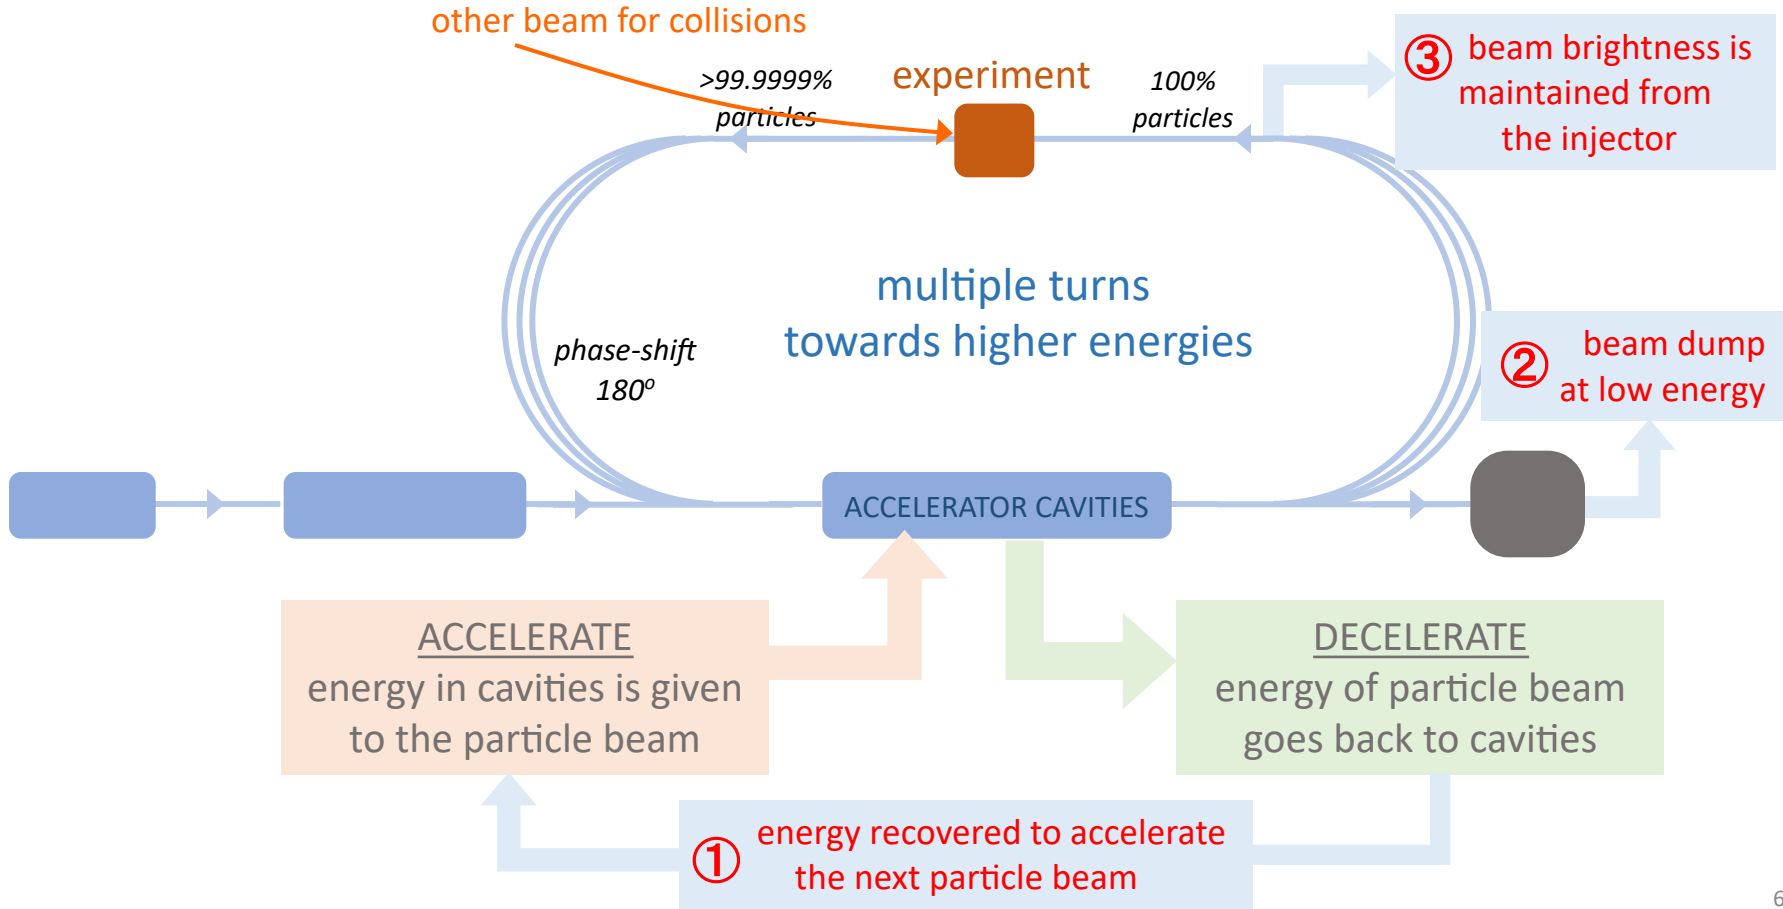 other beam for collisions
>99.9999%
particles
experiment
100%
particles
③ beam brightness is
maintained from
the injector
multiple turns
towards higher energies
phase-shift
180º
② beam dump
at low energy
ACCELERATOR CAVITIES
ACCELERATE
energy in cavities is given
to the particle beam
DECELERATE
energy of particle beam
goes back to cavities
① energy recovered to accelerate
the next particle beam
6